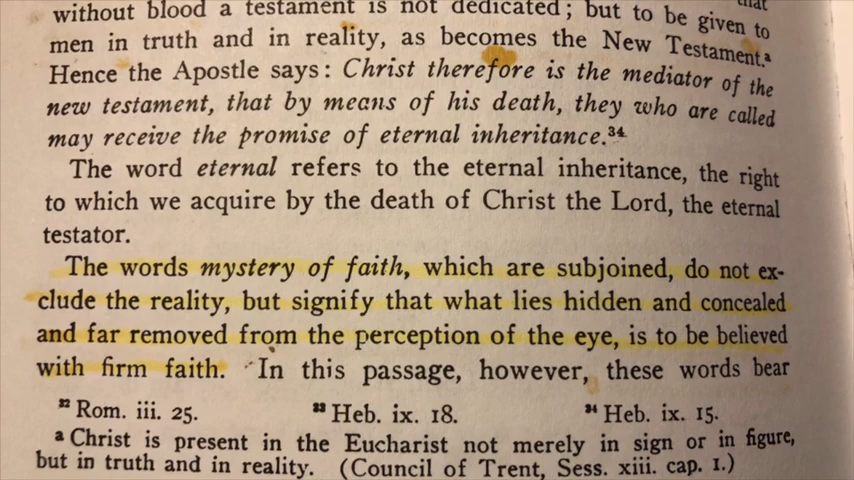 without blood a testament is not dedicated; but to be given to
men in truth and in reality, as becomes the New Testament.ª
Hence the Apostle says: Christ therefore is the mediator of the
new testament, that by means of his death, they who are called
may receive the promise of eternal inheritance.³⁴
The word eternal refers to the eternal inheritance, the right
to which we acquire by the death of Christ the Lord, the eternal
testator.
The words mystery of faith, which are subjoined, do not ex-
clude the reality, but signify that what lies hidden and concealed
and far removed from the perception of the eye, is to be believed
with firm faith. In this passage, however, these words bear
³² Rom. iii. 25. ³³ Heb. ix. 18. ³⁴ Heb. ix. 15.
ª Christ is present in the Eucharist not merely in sign or in figure,
but in truth and in reality. (Council of Trent, Sess. xiii. cap. 1.)